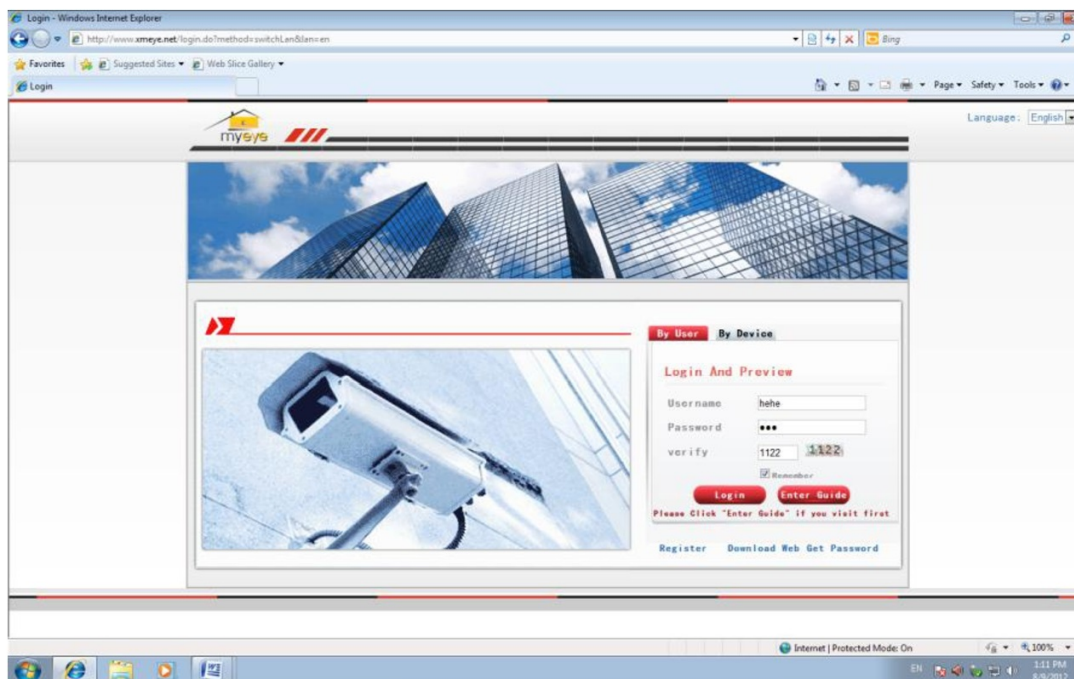 Login - Windows Internet Explorer
http://www.xmeye.net/login.do?method=switchLan&lan=en
Bing
Favorites
Suggested Sites
Web Slice Gallery
Login
Page
Safety
Tools
Language: English
myeye
By User
By Device
Login And Preview
Username
hehe
Password
verify
1122
1122
Remember
Login
Enter Guide
Please Click "Enter Guide" if you visit first
Register
Download Web
Get Password
Internet | Protected Mode: On
100%
EN
1:11 PM
8/9/2012